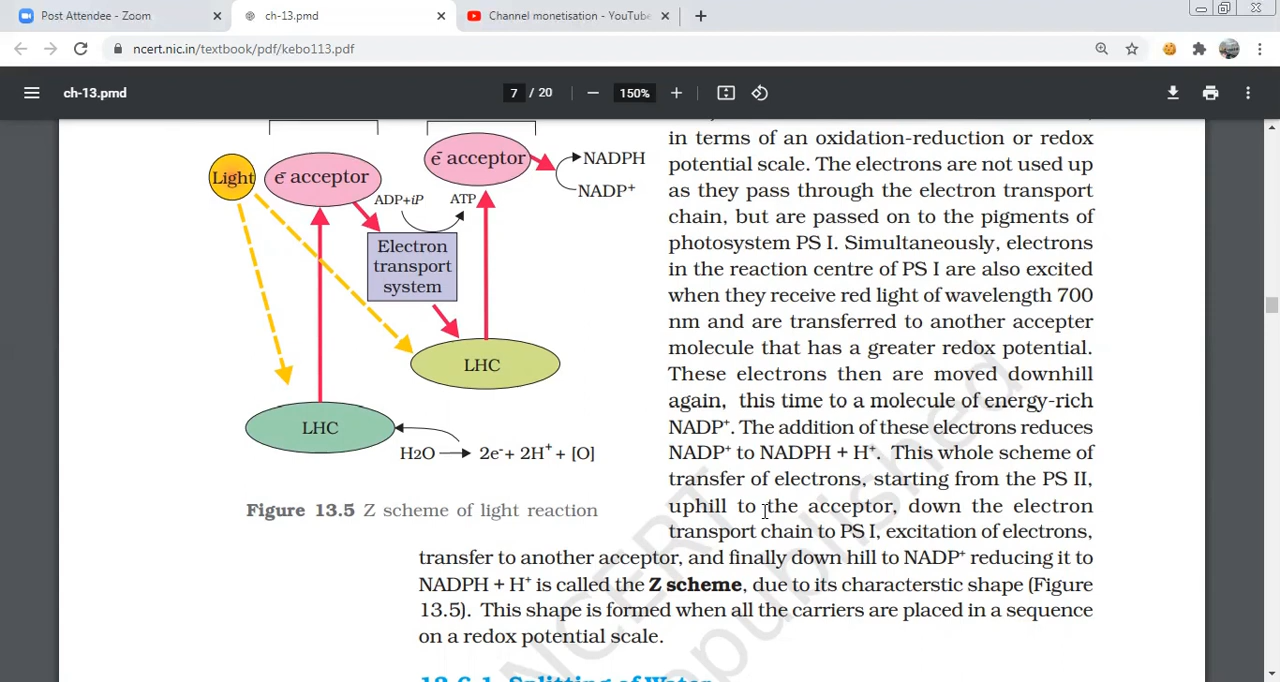 Post Attendee - Zoom
ch-13.pmd
Channel monetisation - YouTube
ncert.nic.in/textbook/pdf/kebo113.pdf
ch-13.pmd
7 / 20
150%
Light
e- acceptor
e- acceptor
NADPH
NADP+
ADP+iP
ATP
Electron
transport
system
LHC
LHC
H2O → 2e-+ 2H+ + [O]
Figure 13.5 Z scheme of light reaction
in terms of an oxidation-reduction or redox
potential scale. The electrons are not used up
as they pass through the electron transport
chain, but are passed on to the pigments of
photosystem PS I. Simultaneously, electrons
in the reaction centre of PS I are also excited
when they receive red light of wavelength 700
nm and are transferred to another accepter
molecule that has a greater redox potential.
These electrons then are moved downhill
again, this time to a molecule of energy-rich
NADP+. The addition of these electrons reduces
NADP+ to NADPH + H+. This whole scheme of
transfer of electrons, starting from the PS II,
uphill to the acceptor, down the electron
transport chain to PS I, excitation of electrons,
transfer to another acceptor, and finally down hill to NADP+ reducing it to
NADPH + H+ is called the Z scheme, due to its characterstic shape (Figure
13.5). This shape is formed when all the carriers are placed in a sequence
on a redox potential scale.
13.6.1 Splitting of Water